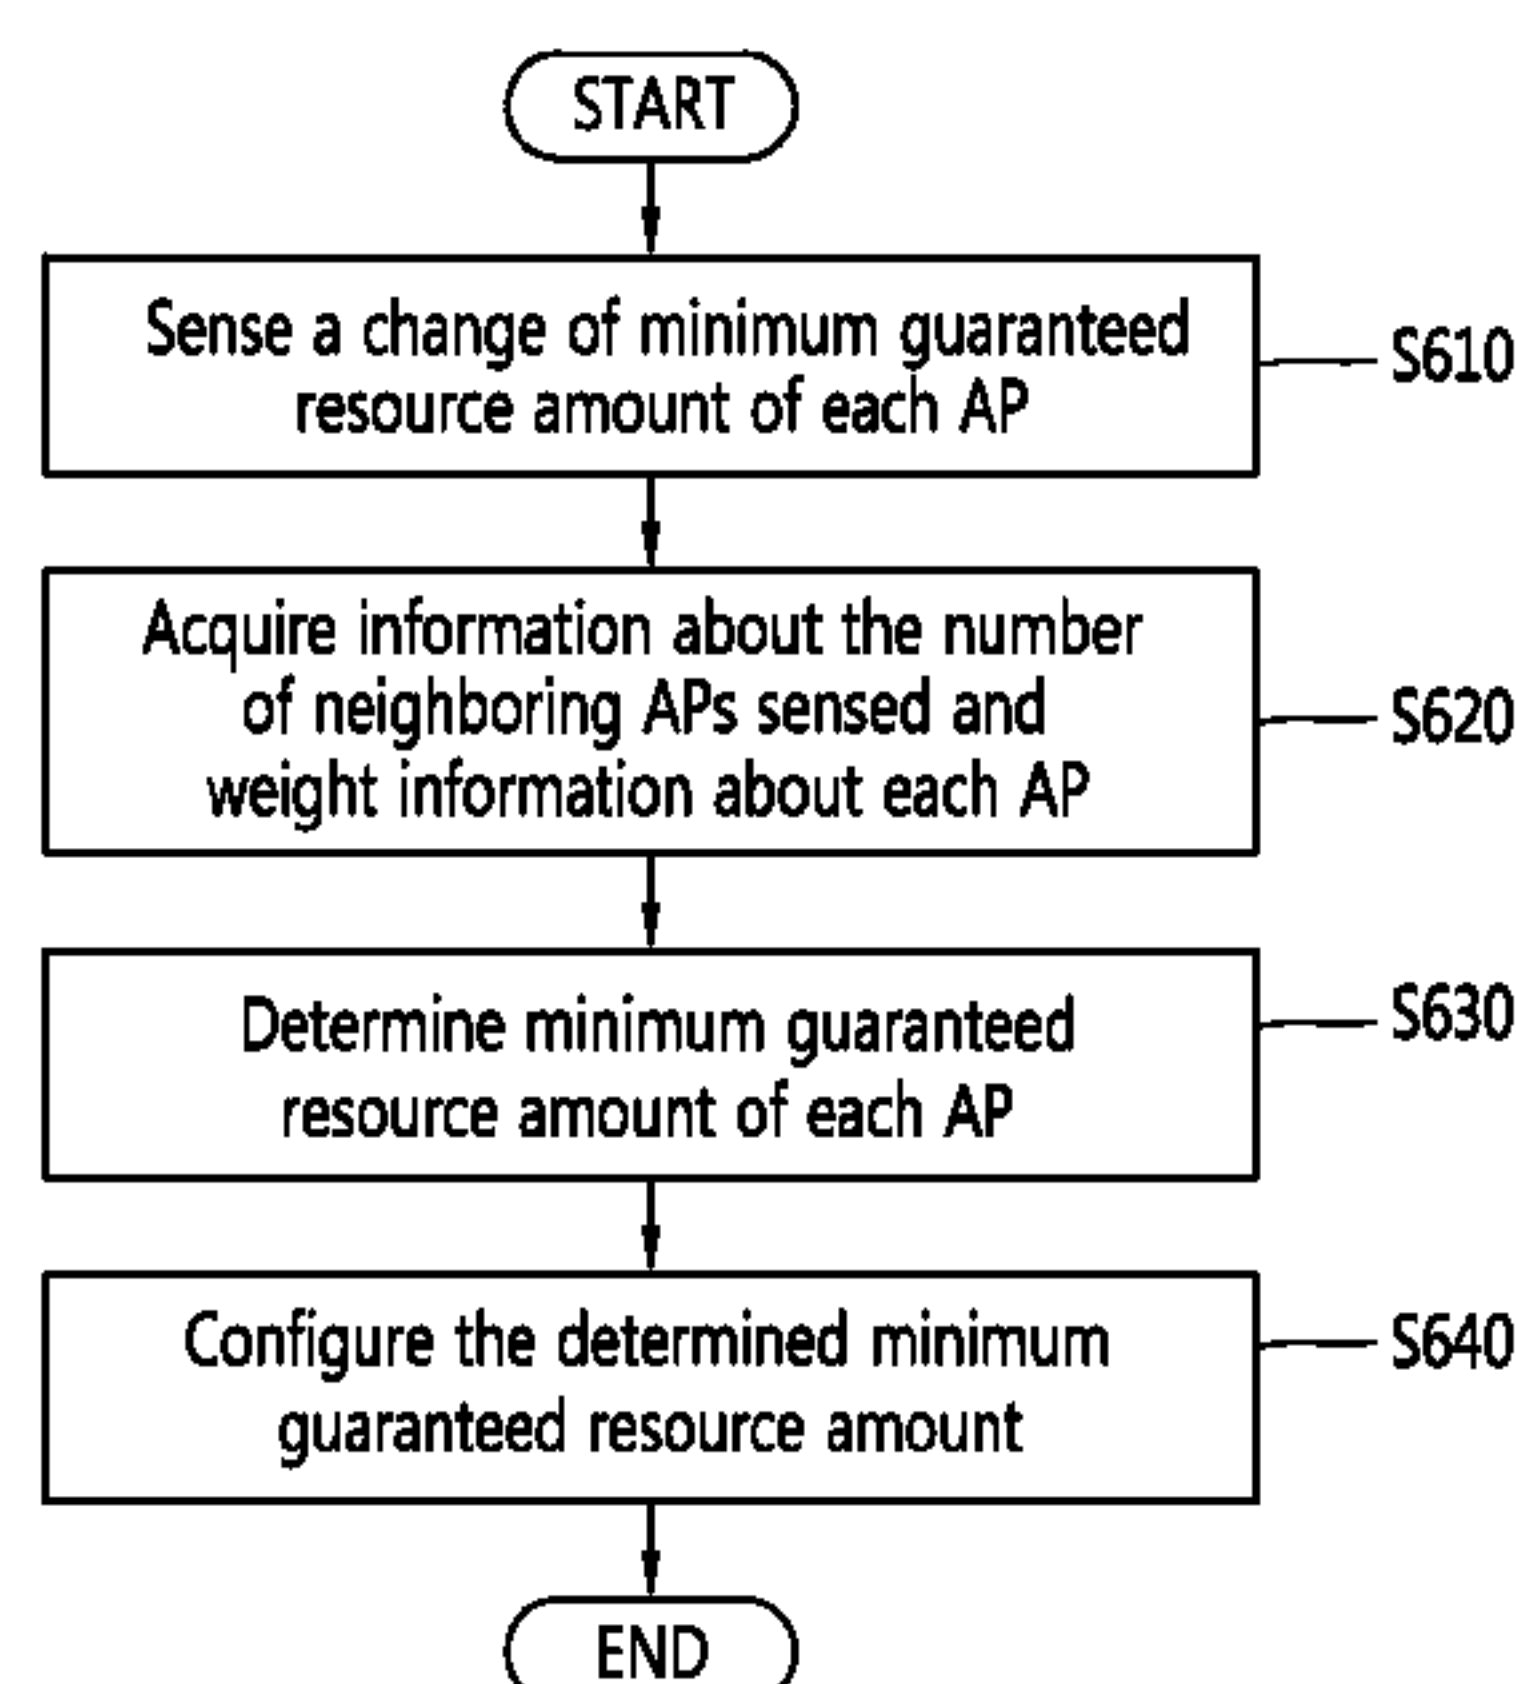 START
Sense a change of minimum guaranteed
resource amount of each AP
S610
Acquire information about the number
of neighboring APs sensed and
weight information about each AP
S620
Determine minimum guaranteed
resource amount of each AP
S630
Configure the determined minimum
guaranteed resource amount
S640
END